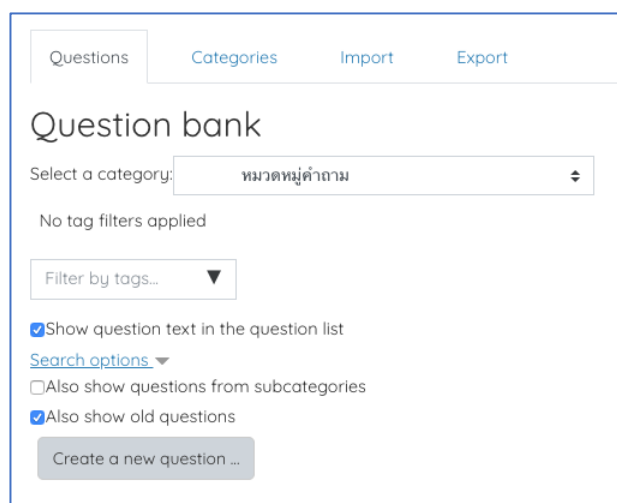 Questions Categories Import Export
Question bank
Select a category: หมวดหมู่คำถาม
No tag filters applied
Filter by tags...
Show question text in the question list
Search options
Also show questions from subcategories
Also show old questions
Create a new question ...